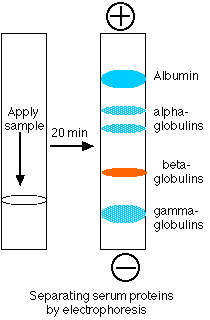 +
Apply
sample
20 min
Albumin
alpha-
globulins
beta-
globulins
gamma-
globulins
−
Separating serum proteins
by electrophoresis